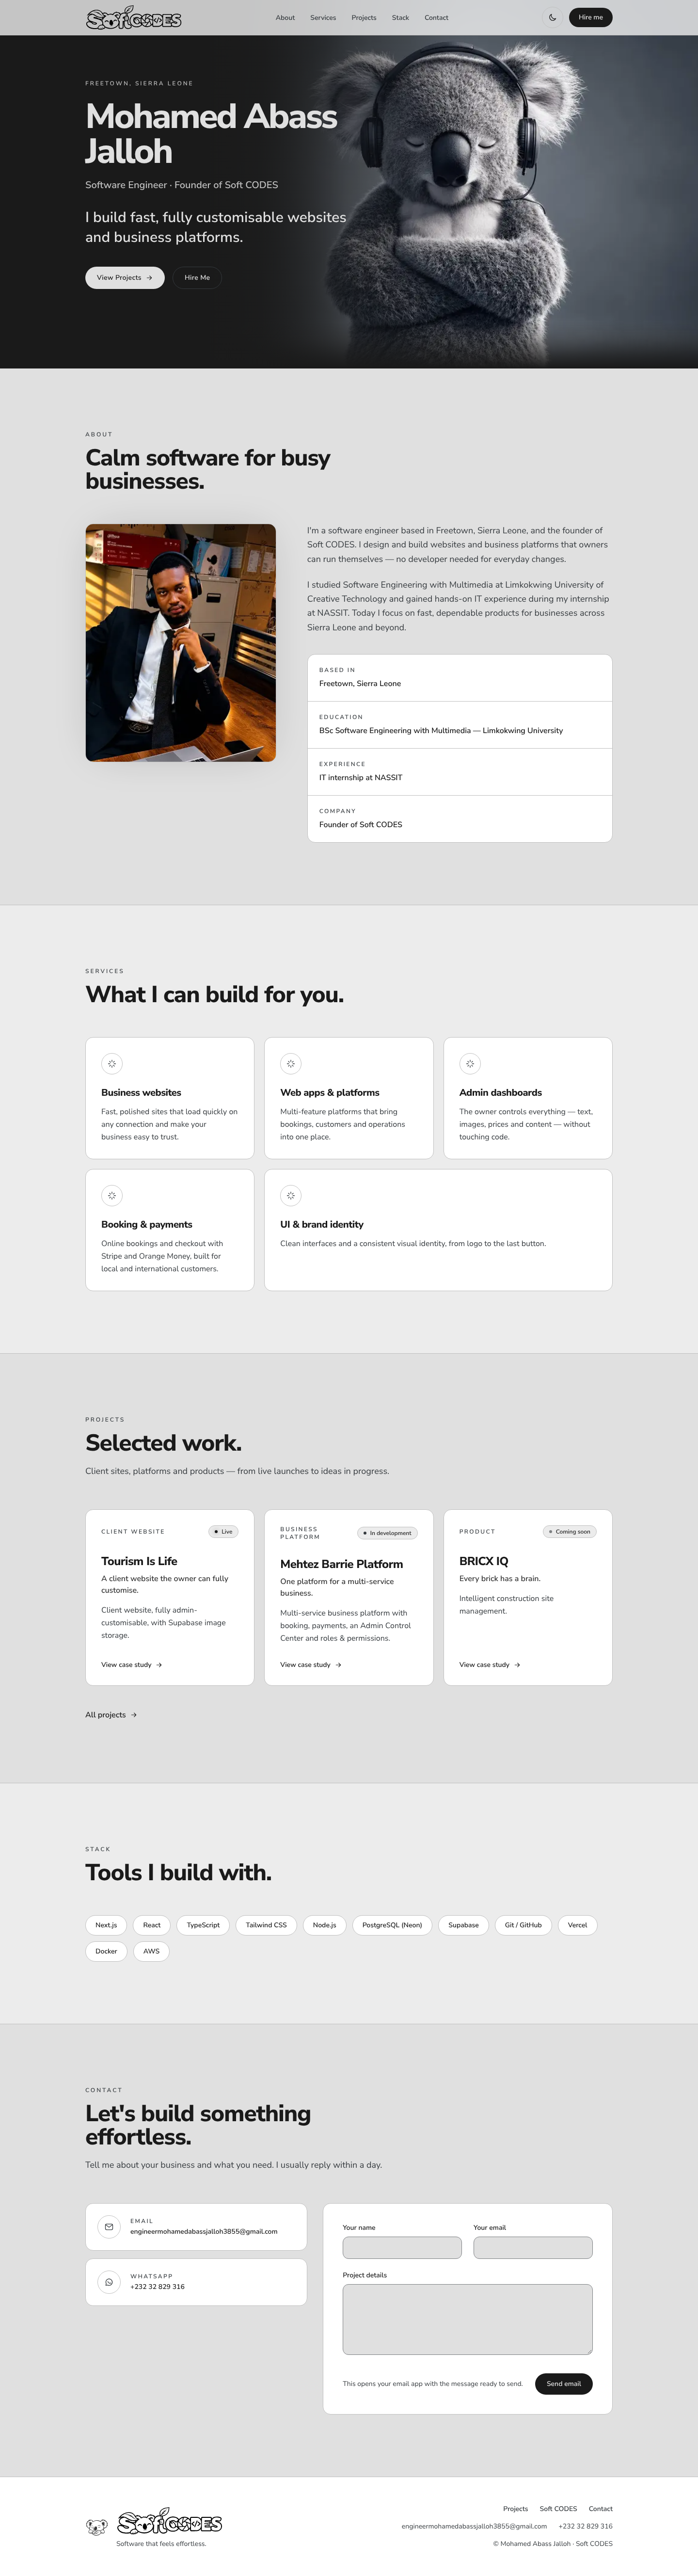 Soft CODES
About Services Projects Stack Contact
Hire me
FREETOWN, SIERRA LEONE
Mohamed Abass
Jalloh
Software Engineer · Founder of Soft CODES
I build fast, fully customisable websites
and business platforms.
View Projects →
Hire Me
ABOUT
Calm software for busy
businesses.
I'm a software engineer based in Freetown, Sierra Leone, and the founder of
Soft CODES. I design and build websites and business platforms that owners
can run themselves — no developer needed for everyday changes.
I studied Software Engineering with Multimedia at Limkokwing University of
Creative Technology and gained hands-on IT experience during my internship
at NASSIT. Today I focus on fast, dependable products for businesses across
Sierra Leone and beyond.
BASED IN
Freetown, Sierra Leone
EDUCATION
BSc Software Engineering with Multimedia — Limkokwing University
EXPERIENCE
IT internship at NASSIT
COMPANY
Founder of Soft CODES
SERVICES
What I can build for you.
Business websites
Fast, polished sites that load quickly on
any connection and make your
business easy to trust.
Web apps & platforms
Multi-feature platforms that bring
bookings, customers and operations
into one place.
Admin dashboards
The owner controls everything — text,
images, prices and content — without
touching code.
Booking & payments
Online bookings and checkout with
Stripe and Orange Money, built for
local and international customers.
UI & brand identity
Clean interfaces and a consistent visual identity, from logo to the last button.
PROJECTS
Selected work.
Client sites, platforms and products — from live launches to ideas in progress.
CLIENT WEBSITE
Live
Tourism Is Life
A client website the owner can fully
customise.
Client website, fully admin-
customisable, with Supabase image
storage.
View case study →
BUSINESS
PLATFORM
In development
Mehtez Barrie Platform
One platform for a multi-service
business.
Multi-service business platform with
booking, payments, an Admin Control
Center and roles & permissions.
View case study →
PRODUCT
Coming soon
BRICX IQ
Every brick has a brain.
Intelligent construction site
management.
View case study →
All projects →
STACK
Tools I build with.
Next.js React TypeScript Tailwind CSS Node.js PostgreSQL (Neon) Supabase Git / GitHub Vercel
Docker AWS
CONTACT
Let's build something
effortless.
Tell me about your business and what you need. I usually reply within a day.
EMAIL
engineermohamedabassjalloh3855@gmail.com
WHATSAPP
+232 32 829 316
Your name
Your email
Project details
This opens your email app with the message ready to send.
Send email
Soft CODES
Software that feels effortless.
Projects Soft CODES Contact
engineermohamedabassjalloh3855@gmail.com +232 32 829 316
© Mohamed Abass Jalloh · Soft CODES